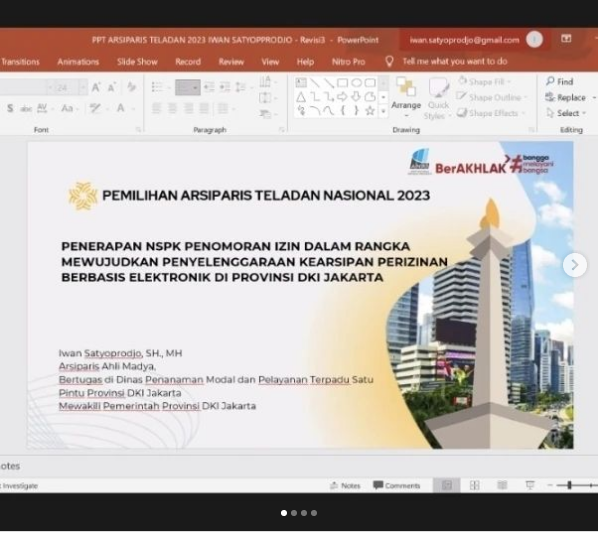 PPT ARSIPARIS TELADAN 2023 IWAN SATYOPPRODJO - Revisi3 - PowerPoint
iwan.satyoprodjo@gmail.com
Transitions Animations Slide Show Record Review View Help Nitro Pro Tell me what you want to do
24
Shape Fill
Shape Outline
Shape Effects
Arrange Quick Styles
Find
Replace
Select
S abc AV Aa A
Font Paragraph Drawing Editing
BerAKHLAK # bangga melayani bangsa
PEMILIHAN ARSIPARIS TELADAN NASIONAL 2023
PENERAPAN NSPK PENOMORAN IZIN DALAM RANGKA
MEWUJUDKAN PENYELENGGARAAN KEARSIPAN PERIZINAN
BERBASIS ELEKTRONIK DI PROVINSI DKI JAKARTA
Iwan Satyoprodjo, SH., MH
Arsiparis Ahli Madya,
Bertugas di Dinas Penanaman Modal dan Pelayanan Terpadu Satu
Pintu Provinsi DKI Jakarta
Mewakili Pemerintah Provinsi DKI Jakarta
otes
Investigate
Notes Comments